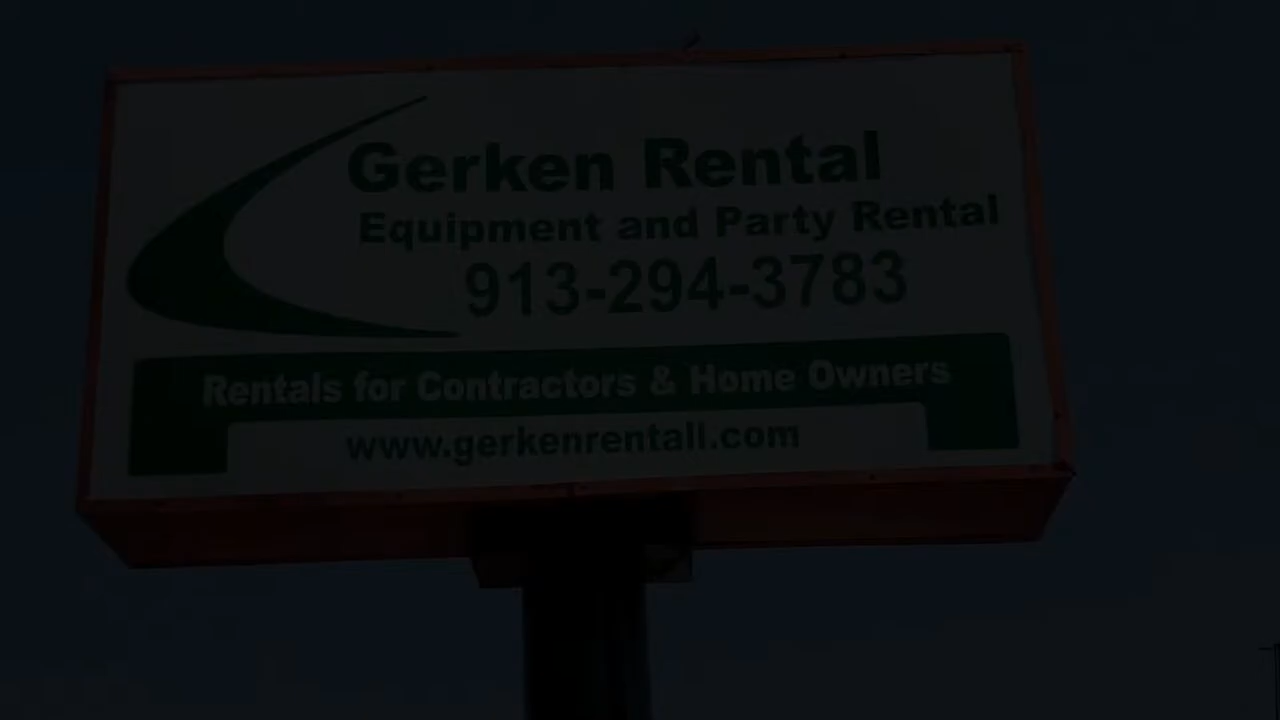 Gerken Rental
Equipment and Party Rental
913-294-3783
Rentals for Contractors & Home Owners
www.gerkenrentall.com